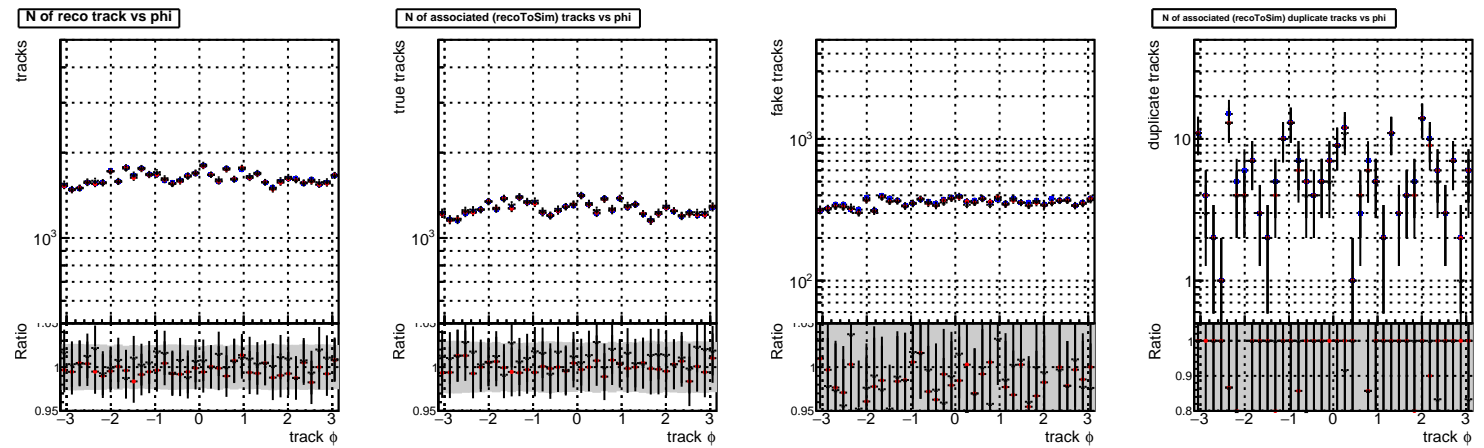 N of reco track vs phi
tracks
10³
Ratio
1.05
1
0.95
−3 −2 −1 0 1 2 3
track ϕ
N of associated (recoToSim) tracks vs phi
true tracks
10³
Ratio
1.05
1
0.95
−3 −2 −1 0 1 2 3
track ϕ
fake tracks
10³
10²
Ratio
1.05
1
0.95
−3 −2 −1 0 1 2 3
track ϕ
N of associated (recoToSim) duplicate tracks vs phi
duplicate tracks
10
1
Ratio
1
0.9
0.8
−3 −2 −1 0 1 2 3
track ϕ